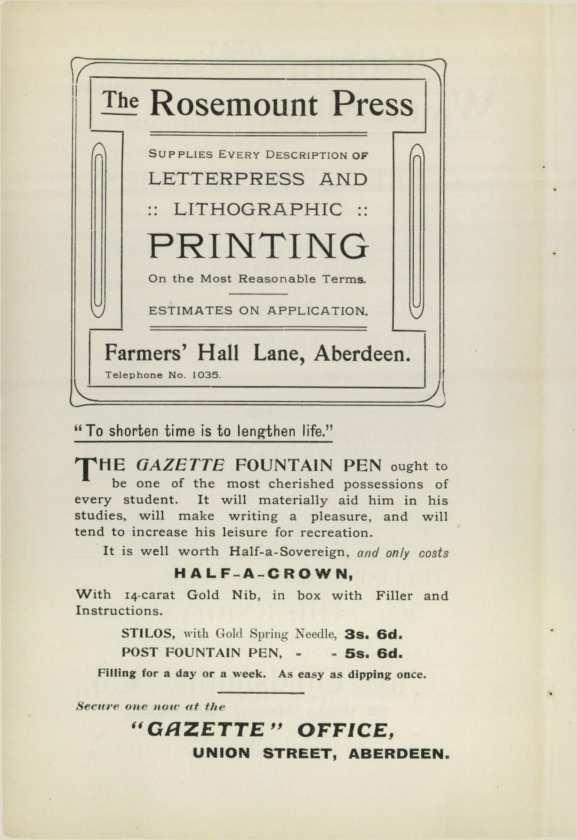 The Rosemount Press
SUPPLIES EVERY DESCRIPTION OF
LETTERPRESS AND
:: LITHOGRAPHIC ::
PRINTING
On the Most Reasonable Terms.
ESTIMATES ON APPLICATION.
Farmers' Hall Lane, Aberdeen.
Telephone No. 1035.
"To shorten time is to lengthen life."
THE GAZETTE FOUNTAIN PEN ought to
be one of the most cherished possessions of
every student. It will materially aid him in his
studies, will make writing a pleasure, and will
tend to increase his leisure for recreation.
It is well worth Half-a-Sovereign, and only costs
HALF-A-CROWN,
With 14-carat Gold Nib, in box with Filler and
Instructions.
STILOS, with Gold Spring Needle, 3s. 6d.
POST FOUNTAIN PEN, - - 5s. 6d.
Filling for a day or a week. As easy as dipping once.
Secure one now at the
"GAZETTE" OFFICE,
UNION STREET, ABERDEEN.